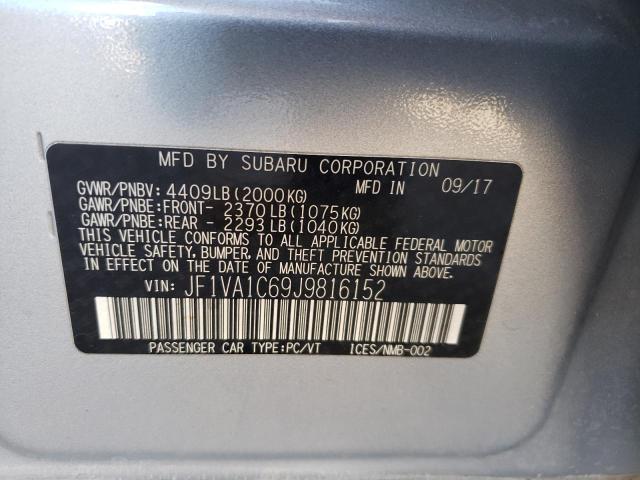 MFD BY SUBARU CORPORATION
GVWR/PNBV: 4409LB(2000KG) MFD IN 09/17
GAWR/PNBE:FRONT- 2370LB(1075KG)
GAWR/PNBE:REAR - 2293LB(1040KG)
THIS VEHICLE CONFORMS TO ALL APPLICABLE FEDERAL MOTOR
VEHICLE SAFETY, BUMPER, AND THEFT PREVENTION STANDARDS
IN EFFECT ON THE DATE OF MANUFACTURE SHOWN ABOVE.
VIN: JF1VA1C69J9816152
PASSENGER CAR TYPE:PC/VT ICES/NMB-002